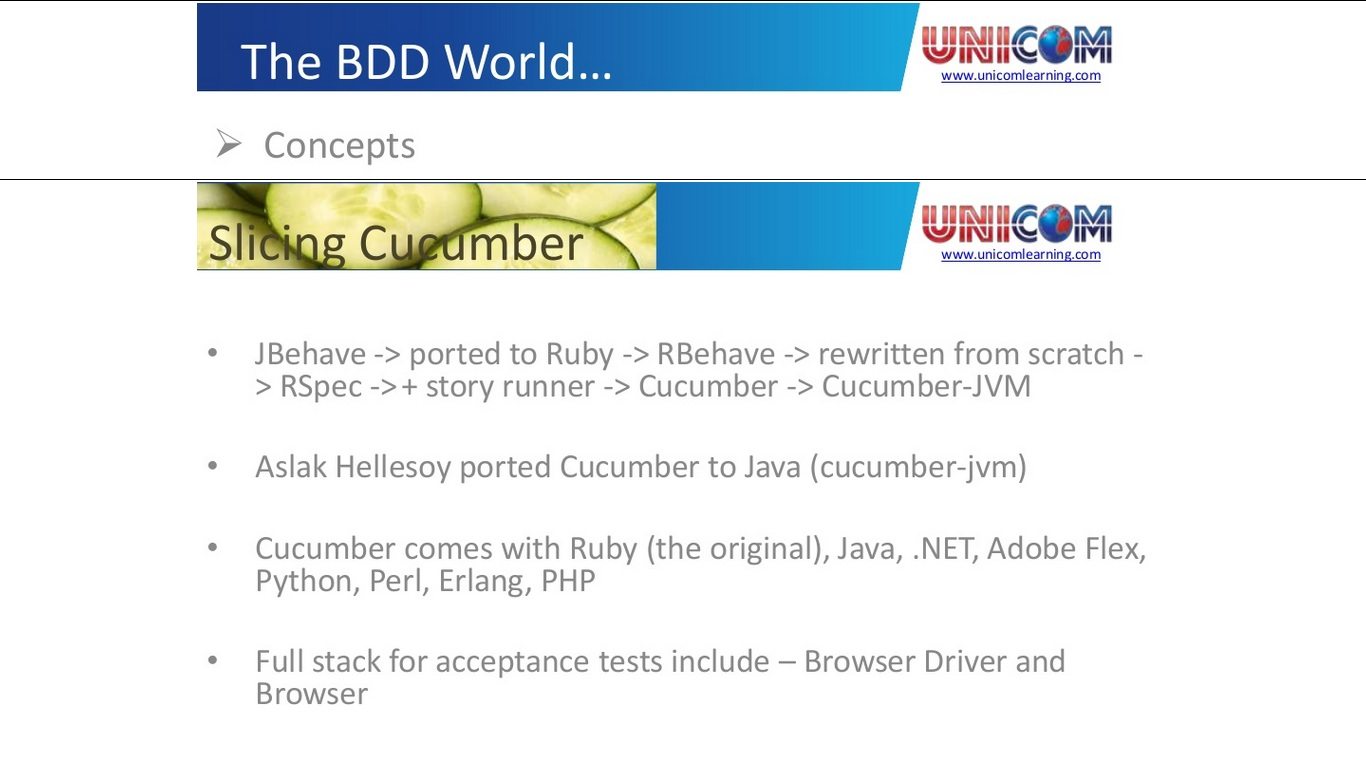 The BDD World...
UNICOM
www.unicomlearning.com
➢ Concepts
Slicing Cucumber
UNICOM
www.unicomlearning.com
• JBehave -> ported to Ruby -> RBehave -> rewritten from scratch -
> RSpec ->+ story runner -> Cucumber -> Cucumber-JVM
• Aslak Hellesoy ported Cucumber to Java (cucumber-jvm)
• Cucumber comes with Ruby (the original), Java, .NET, Adobe Flex,
Python, Perl, Erlang, PHP
• Full stack for acceptance tests include – Browser Driver and
Browser